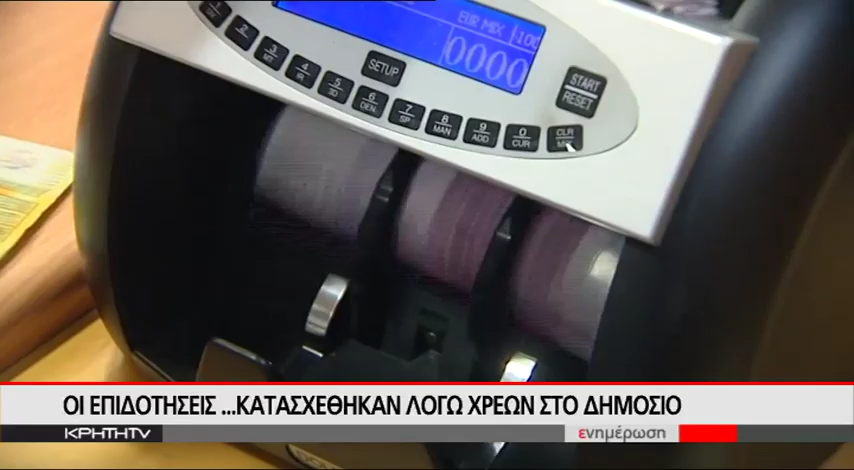 EUR MIX 100
0000
SETUP
START
RESET
1
2
3
MT
4
IR
5
3D
6
DEN
7
SP
8
MAN
9
ADD
0
CUR
CLR
ΟΙ ΕΠΙΔΟΤΗΣΕΙΣ ...ΚΑΤΑΣΧΕΘΗΚΑΝ ΛΟΓΩ ΧΡΕΩΝ ΣΤΟ ΔΗΜΟΣΙΟ
ΚΡΗΤΗTV
ενημέρωση